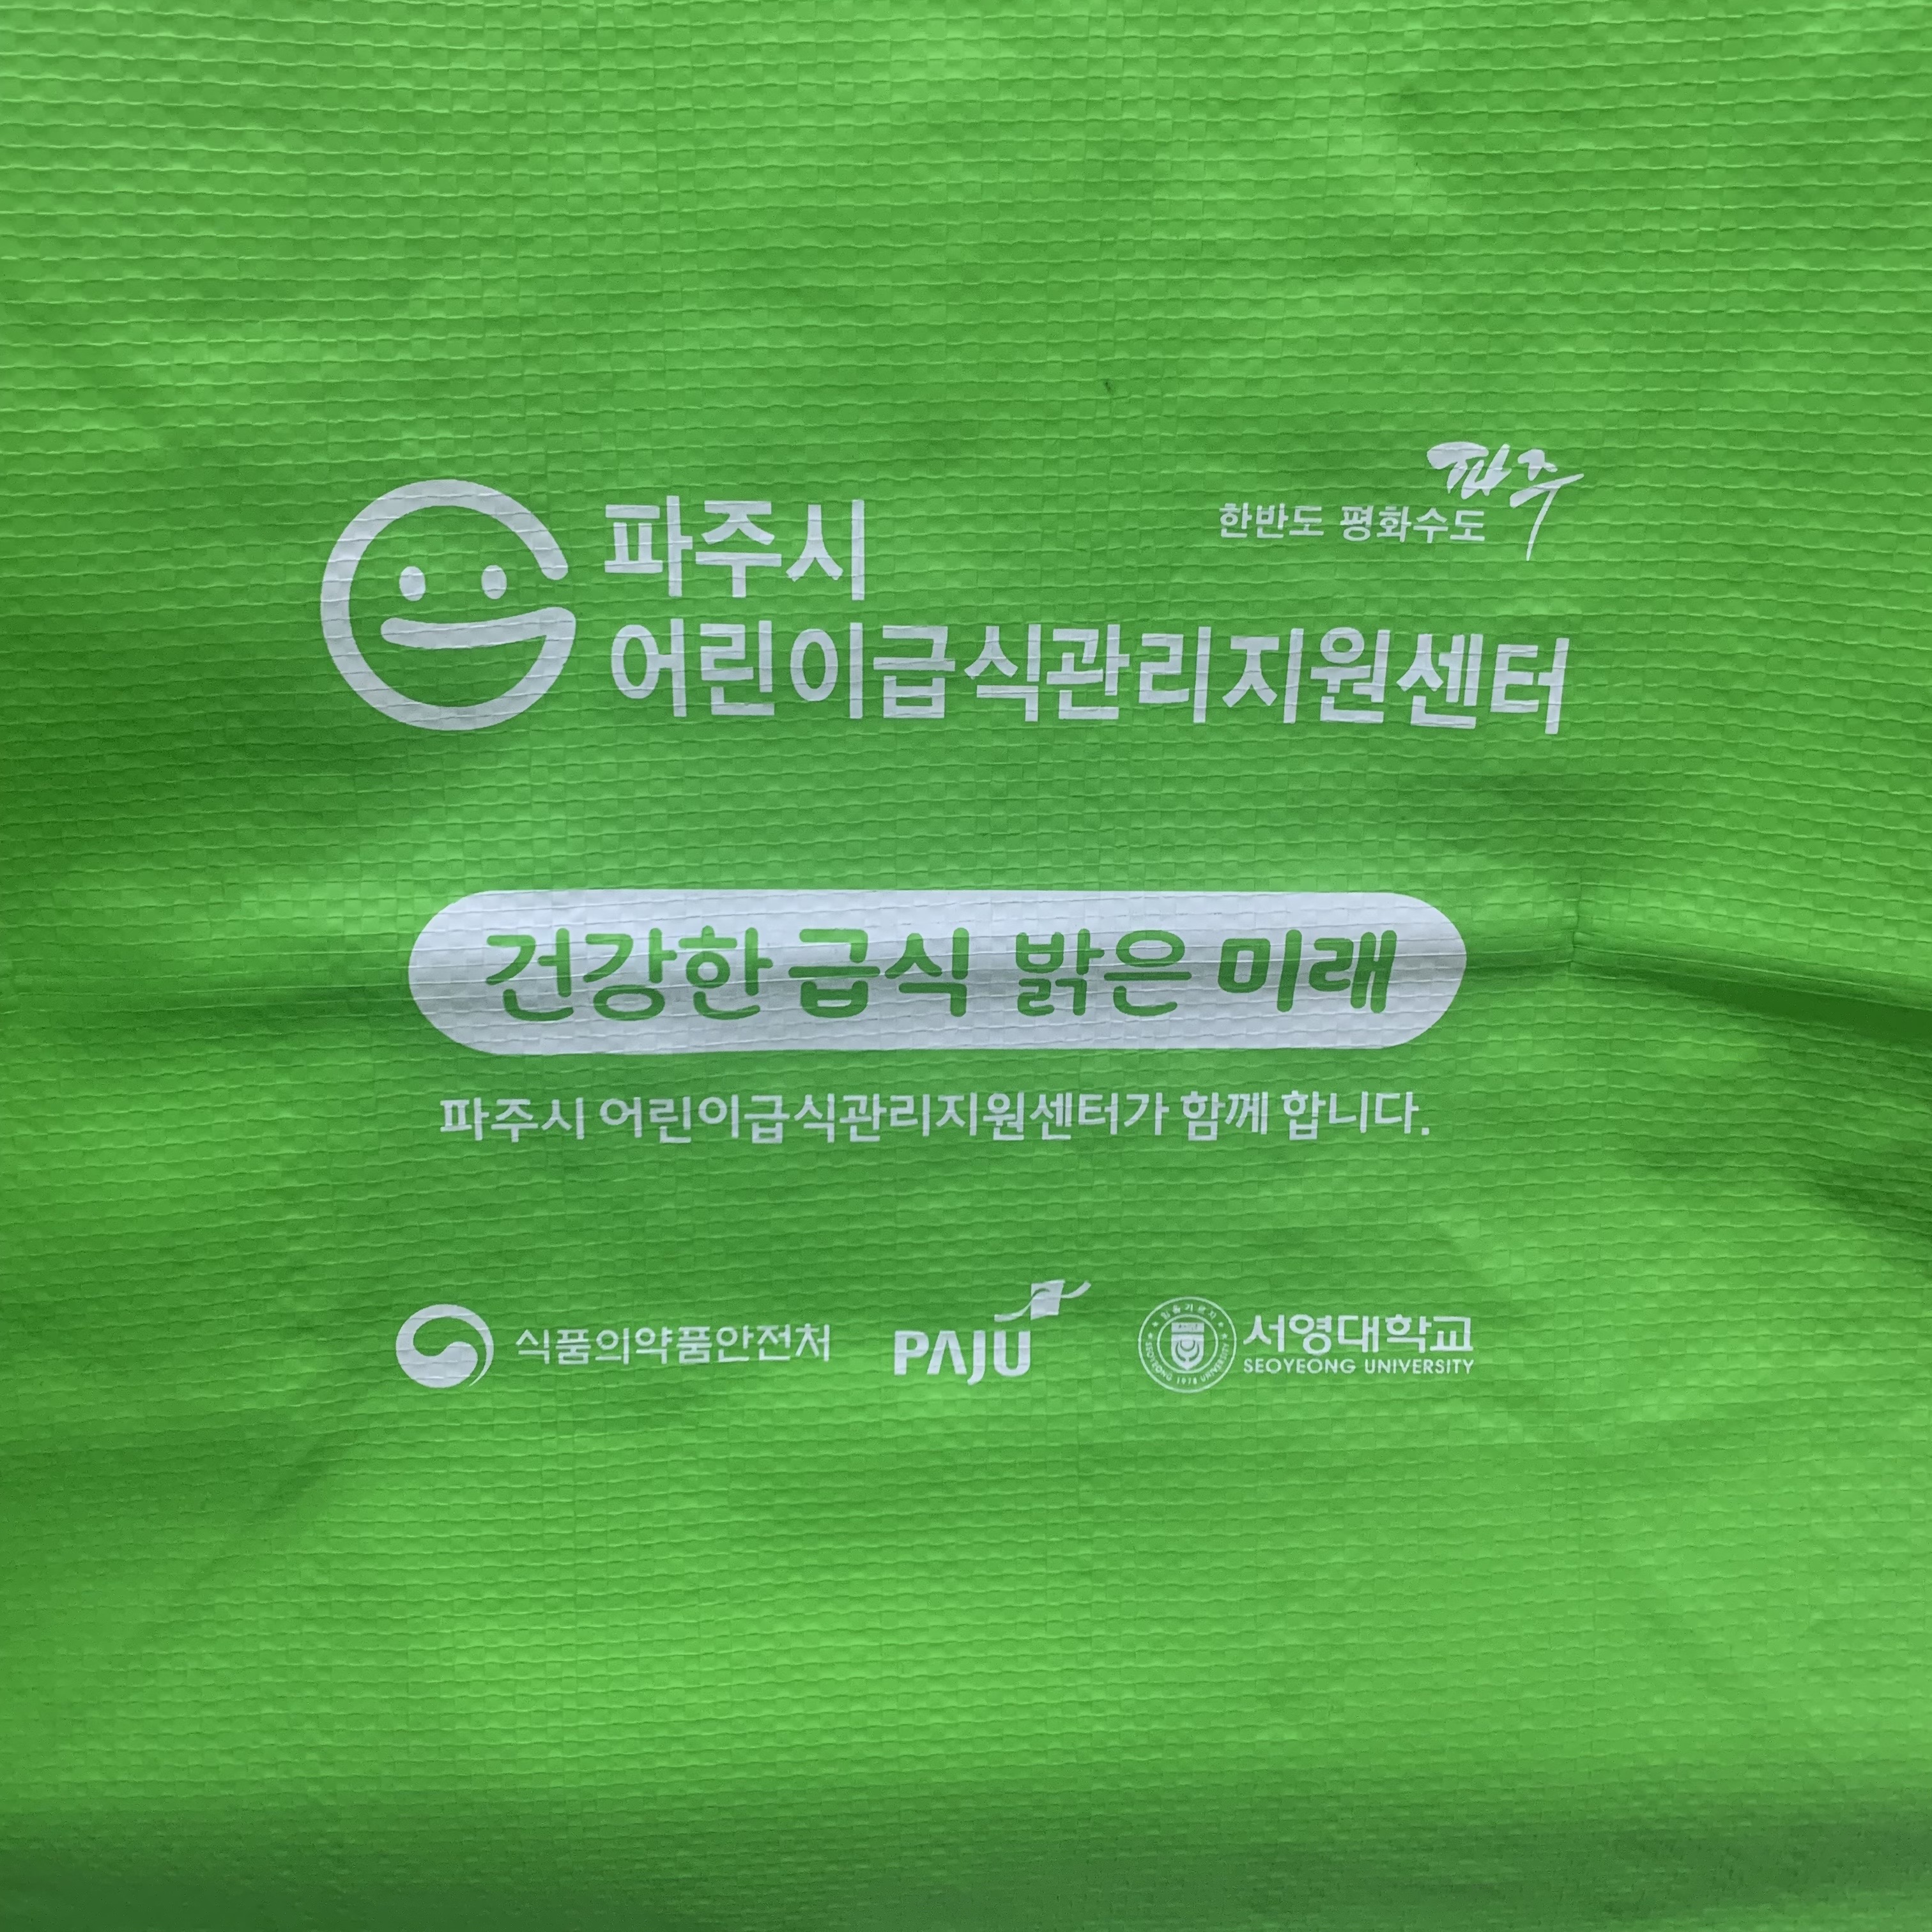 파주
한반도 평화수도
파주시
어린이급식관리지원센터
건강한 급식 밝은 미래
파주시 어린이급식관리지원센터가 함께 합니다.
식품의약품안전처
PAJU
서영대학교
SEOYEONG UNIVERSITY
SEOYEONG 1978 UNIVERSITY